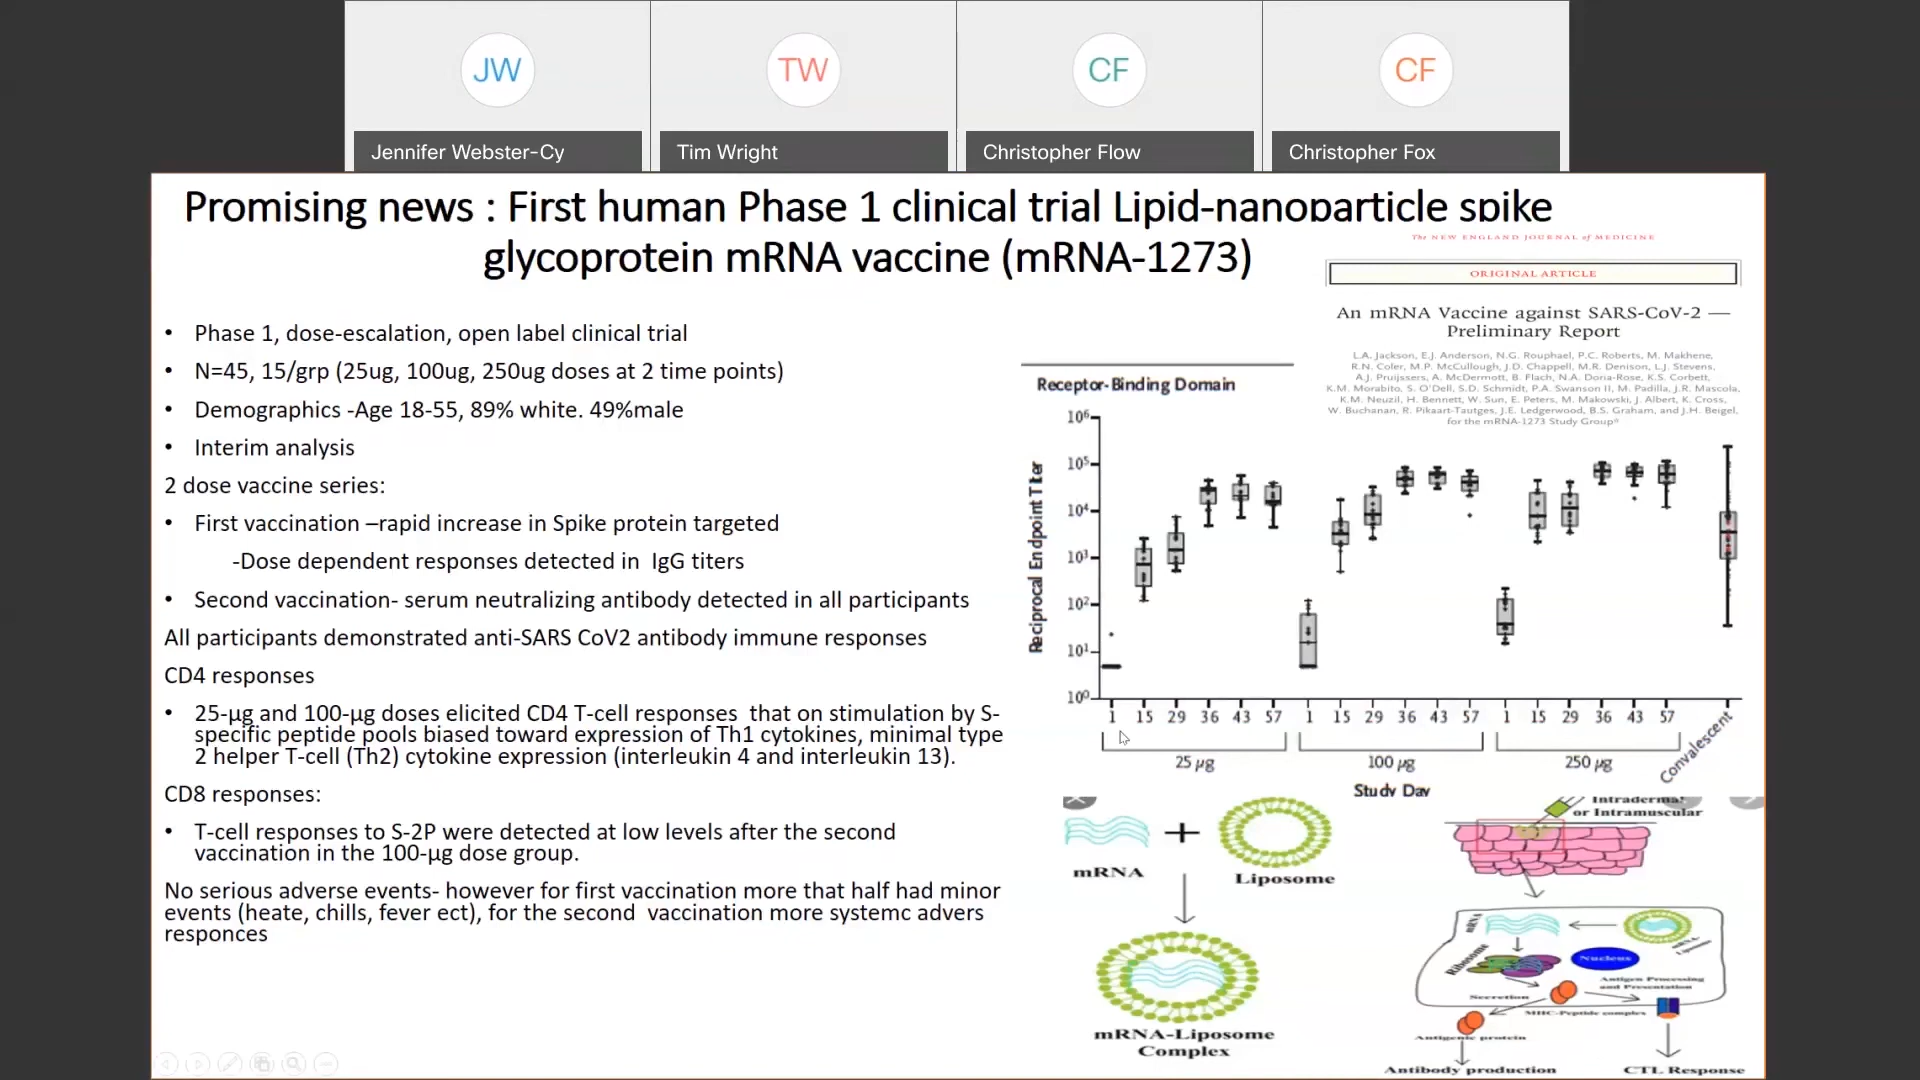 JW
TW
CF
CF
Jennifer Webster-Cy
Tim Wright
Christopher Flow
Christopher Fox
Promising news : First human Phase 1 clinical trial Lipid-nanoparticle spike
glycoprotein mRNA vaccine (mRNA-1273)
The NEW ENGLAND JOURNAL of MEDICINE
ORIGINAL ARTICLE
An mRNA Vaccine against SARS-CoV-2 —
Preliminary Report
L.A. Jackson, E.J. Anderson, N.G. Rouphael, P.C. Roberts, M. Makhene,
R.N. Coler, M.P. McCullough, J.D. Chappell, M.R. Denison, L.J. Stevens,
A.J. Pruijssers, A. McDermott, B. Flach, N.A. Doria-Rose, K.S. Corbett,
K.M. Morabito, S. O'Dell, S.D. Schmidt, P.A. Swanson II, M. Padilla, J.R. Mascola,
K.M. Neuzil, H. Bennett, W. Sun, E. Peters, M. Makowski, J. Albert, K. Cross,
W. Buchanan, R. Pikaart-Tautges, J.E. Ledgerwood, B.S. Graham, and J.H. Beigel,
for the mRNA-1273 Study Group*
• Phase 1, dose-escalation, open label clinical trial
• N=45, 15/grp (25ug, 100ug, 250ug doses at 2 time points)
• Demographics -Age 18-55, 89% white. 49%male
• Interim analysis
2 dose vaccine series:
• First vaccination –rapid increase in Spike protein targeted
-Dose dependent responses detected in IgG titers
• Second vaccination- serum neutralizing antibody detected in all participants
All participants demonstrated anti-SARS CoV2 antibody immune responses
CD4 responses
• 25-μg and 100-μg doses elicited CD4 T-cell responses that on stimulation by S-
specific peptide pools biased toward expression of Th1 cytokines, minimal type
2 helper T-cell (Th2) cytokine expression (interleukin 4 and interleukin 13).
CD8 responses:
• T-cell responses to S-2P were detected at low levels after the second
vaccination in the 100-μg dose group.
No serious adverse events- however for first vaccination more that half had minor
events (heate, chills, fever ect), for the second vaccination more systemc advers
responces
Receptor-Binding Domain
Reciprocal Endpoint Titer
10⁶
10⁵
10⁴
10³
10²
10¹
10⁰
1 15 29 36 43 57 1 15 29 36 43 57 1 15 29 36 43 57 Convalescent
25 μg 100 μg 250 μg
Study Day
mRNA
+
Liposome
mRNA-Liposome
Complex
Intradermal
or Intramuscular
mRNA
mRNA-
Ribosome
Nucleus
Antigen Processing
and Presentation
Secretion
MHC-Peptide complex
Antigenic protein
Antibody production
CTL Response